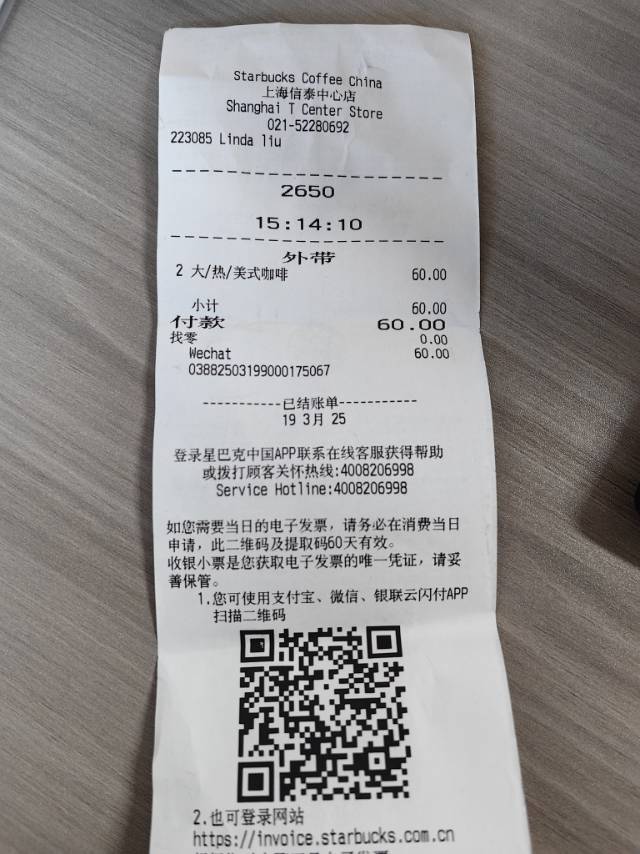 Starbucks Coffee China
上海信泰中心店
Shanghai T Center Store
021-52280692
223085 Linda liu
2650
15:14:10
外带
2 大/热/美式咖啡 60.00
小计 60.00
付款 60.00
找零 0.00
Wechat 60.00
03882503199000175067
-----------已结账单-----------
19 3月 25
登录星巴克中国APP联系在线客服获得帮助
或拨打顾客关怀热线:4008206998
Service Hotline:4008206998
如您需要当日的电子发票，请务必在消费当日
申请，此二维码及提取码60天有效。
收银小票是您获取电子发票的唯一凭证，请妥
善保管。
1.您可使用支付宝、微信、银联云闪付APP
扫描二维码
2.也可登录网站
https://invoice.starbucks.com.cn